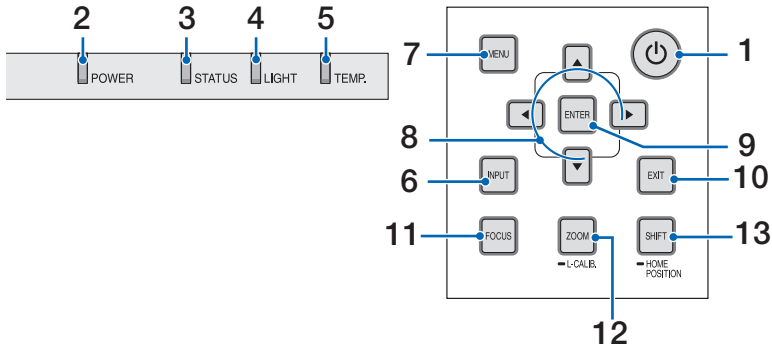 2 3 4 5
POWER STATUS LIGHT TEMP.
7 MENU 1
8 ENTER 9
6 INPUT EXIT 10
11 FOCUS ZOOM SHIFT 13
L-CALIB. HOME
POSITION
12